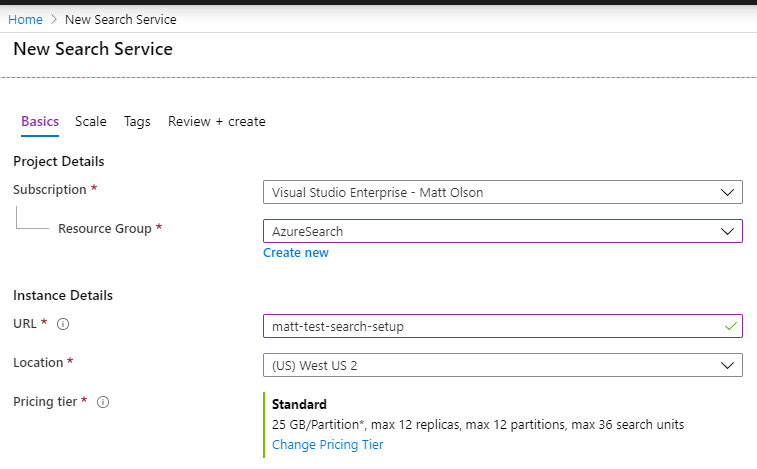 Home > New Search Service
New Search Service
Basics Scale Tags Review + create
Project Details
Subscription * Visual Studio Enterprise - Matt Olson
Resource Group * AzureSearch
Create new
Instance Details
URL * matt-test-search-setup
Location * (US) West US 2
Pricing tier * Standard
25 GB/Partition*, max 12 replicas, max 12 partitions, max 36 search units
Change Pricing Tier